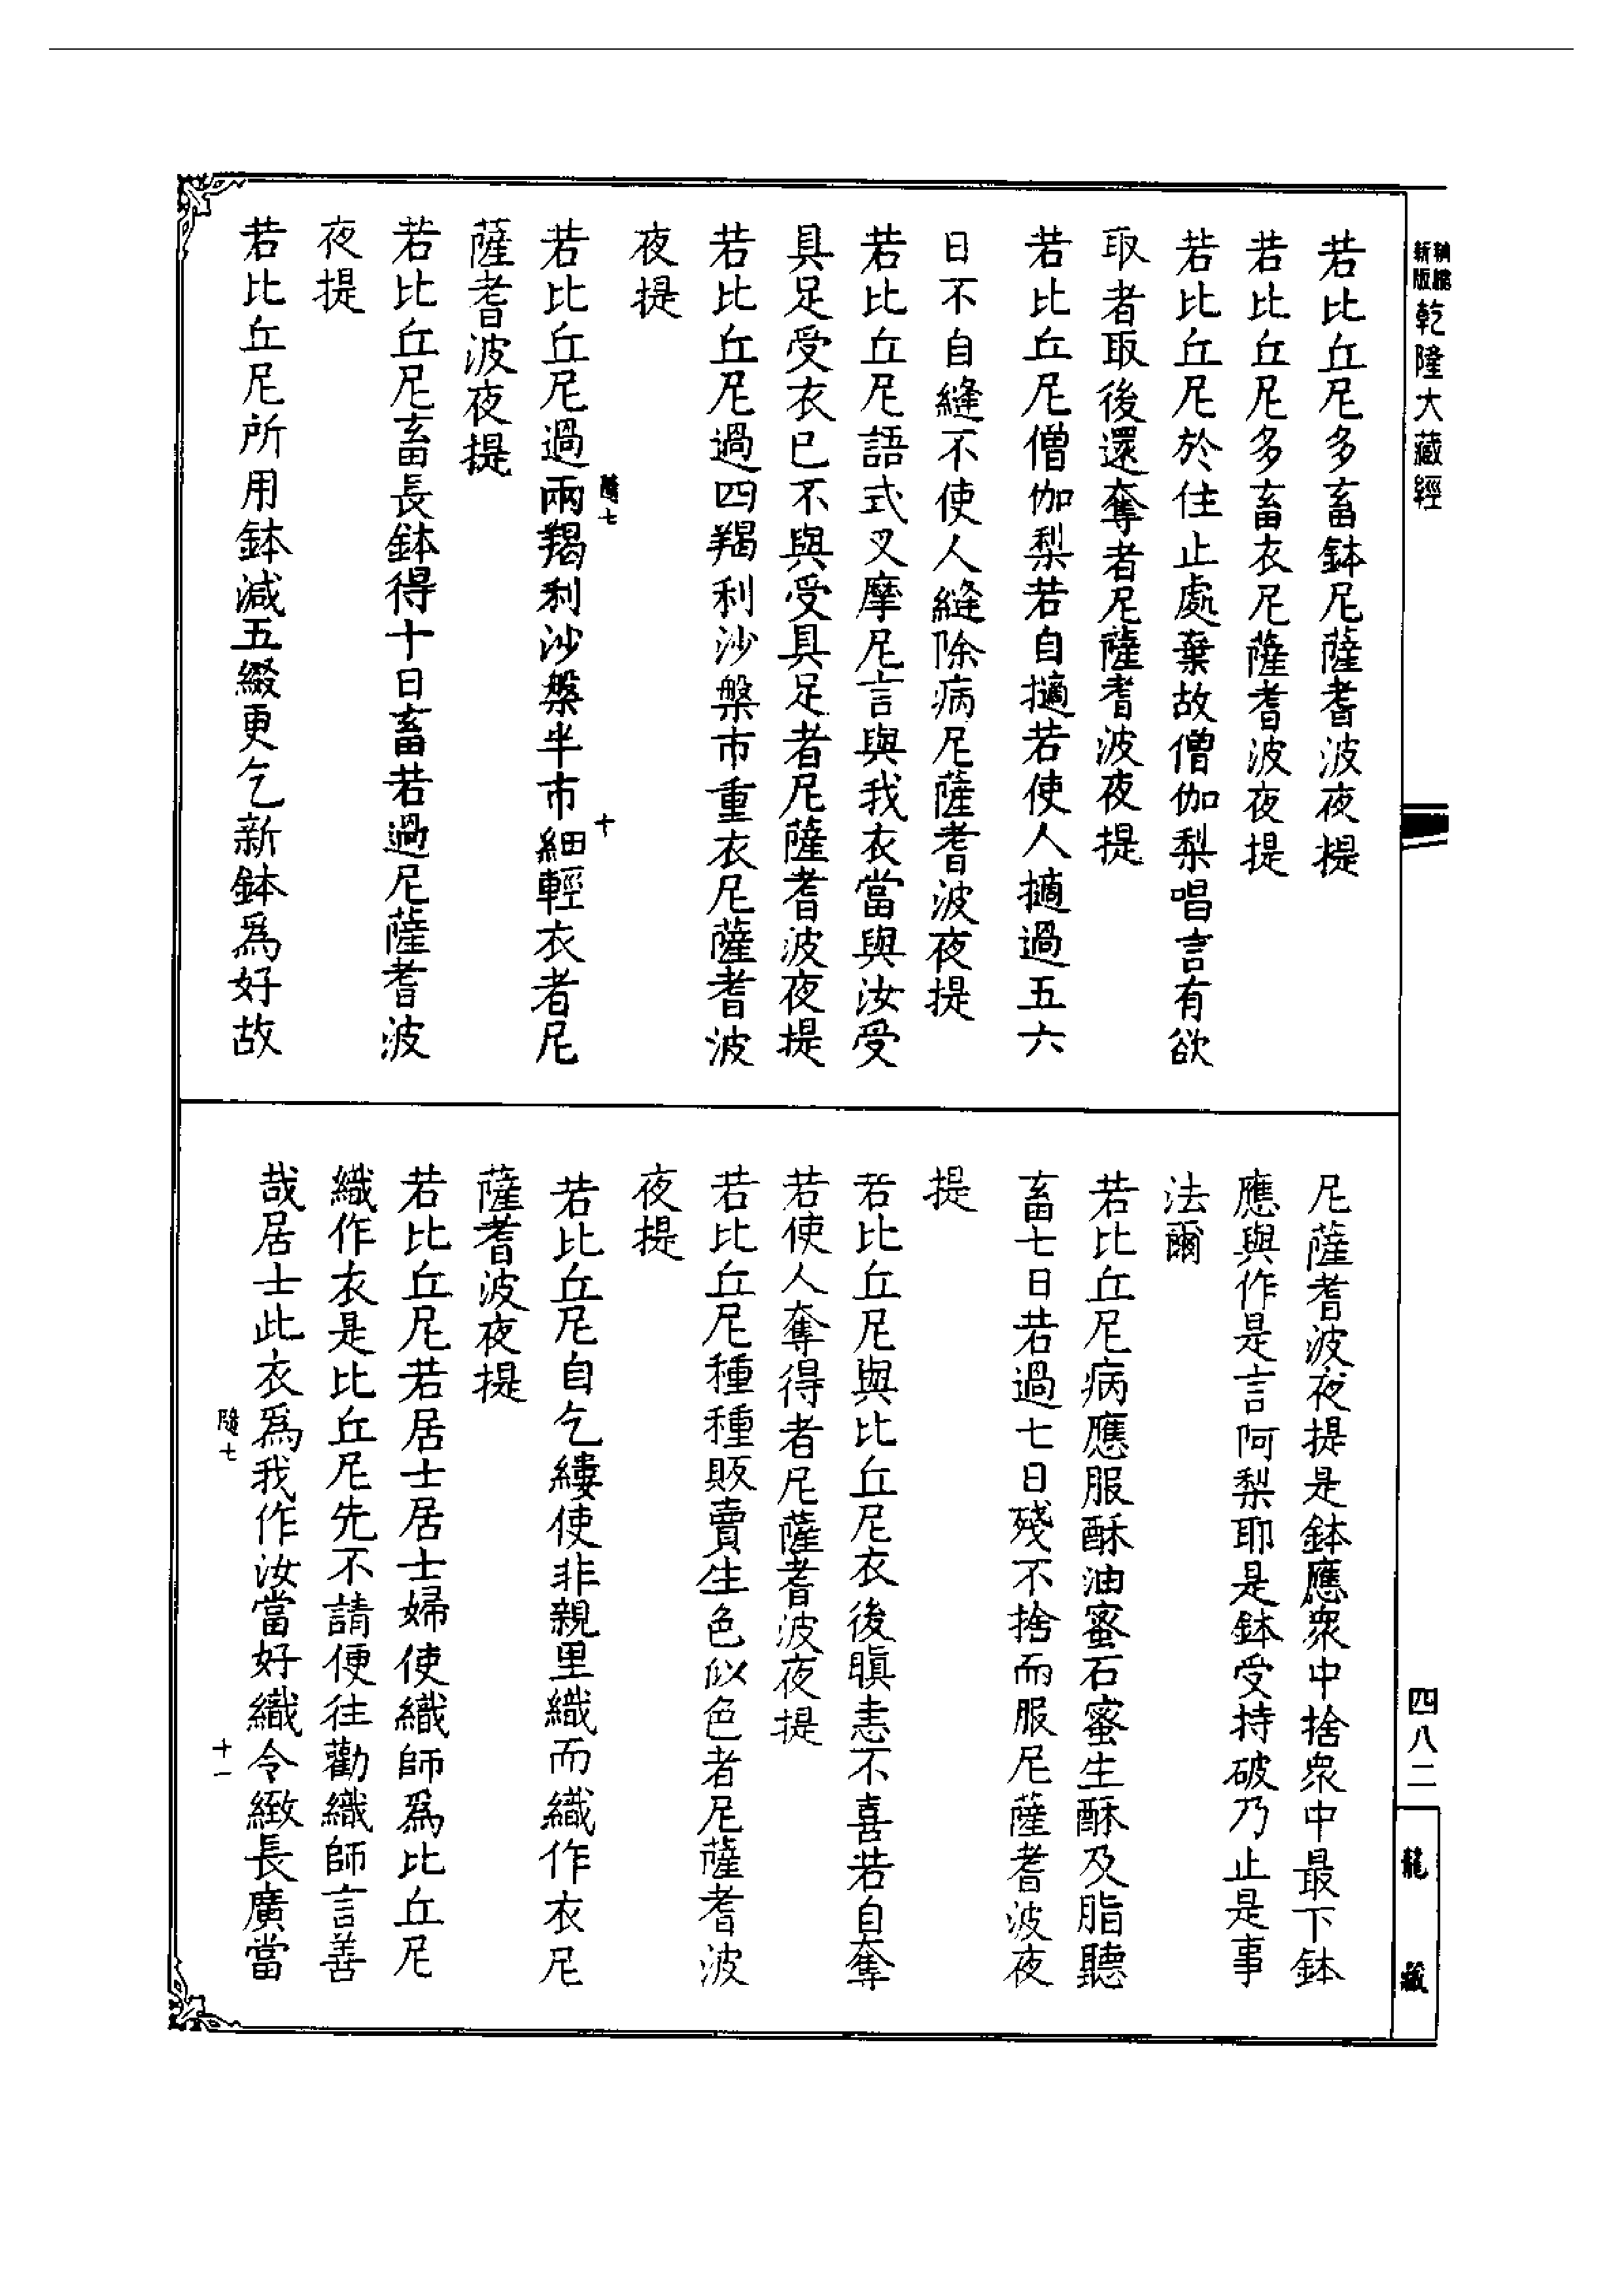 新版
乾隆大藏經
若比丘尼多畜鉢尼薩耆波夜提
若比丘尼多畜衣尼薩耆波夜提
若比丘尼於住止處棄故僧伽梨唱言有欲
取者取後還奪者尼薩耆波夜提
若比丘尼僧伽梨若自擿若使人擿過五六
日不自縫不使人縫除病尼薩耆波夜提
若比丘尼語式叉摩尼言與我衣當與汝受
具足受衣已不與受具足者尼薩耆波夜提
若比丘尼過四羯利沙槃市重衣尼薩耆波
夜提
隨七
十
若比丘尼過兩羯利沙槃半市細輕衣者尼
薩耆波夜提
若比丘尼畜長鉢得十日畜若過尼薩耆波
夜提
若比丘尼所用鉢減五綴更乞新鉢為好故
尼薩耆波夜提是鉢應衆中捨衆中最下鉢
應與作是言阿梨耶是鉢受持破乃止是事
法爾
若比丘尼病應服酥油蜜石蜜生酥及脂聽
畜七日若過七日殘不捨而服尼薩耆波夜
提
若比丘尼與比丘尼衣後瞋恚不喜若自奪
若使人奪得者尼薩耆波夜提
若比丘尼種種販賣生色似色者尼薩耆波
夜提
若比丘尼自乞縷使非親里織而織作衣尼
薩耆波夜提
若比丘尼若居士居士婦使織師為比丘尼
織作衣是比丘尼先不請便往勸織師言善
哉居士此衣為我作汝當好織令緻長廣當
隨七
十一
四八二
龍藏